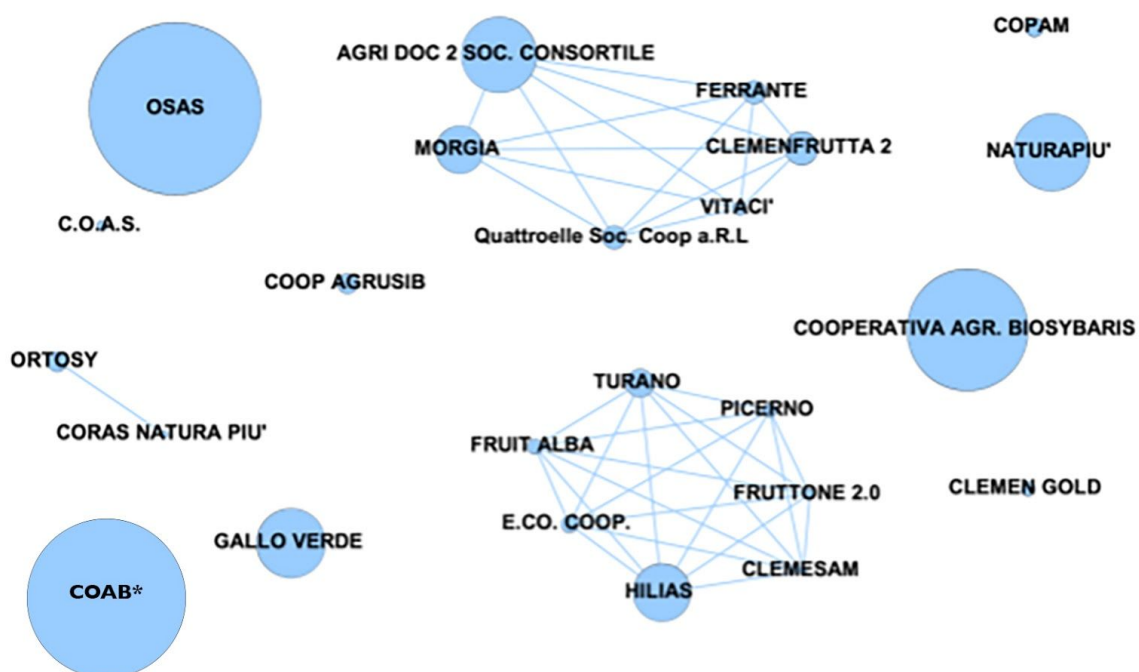 COPAM
AGRI DOC 2 SOC. CONSORTILE
FERRANTE
OSAS
MORGIA
CLEMENFRUTTA 2
NATURAPIU'
VITACI'
C.O.A.S.
Quattroelle Soc. Coop a.R.L
COOP AGRUSIB
COOPERATIVA AGR. BIOSYBARIS
ORTOSY
TURANO
PICERNO
CORAS NATURA PIU'
FRUIT ALBA
CLEMEN GOLD
FRUTTONE 2.0
E.CO. COOP.
GALLO VERDE
CLEMESAM
COAB*
HILIAS